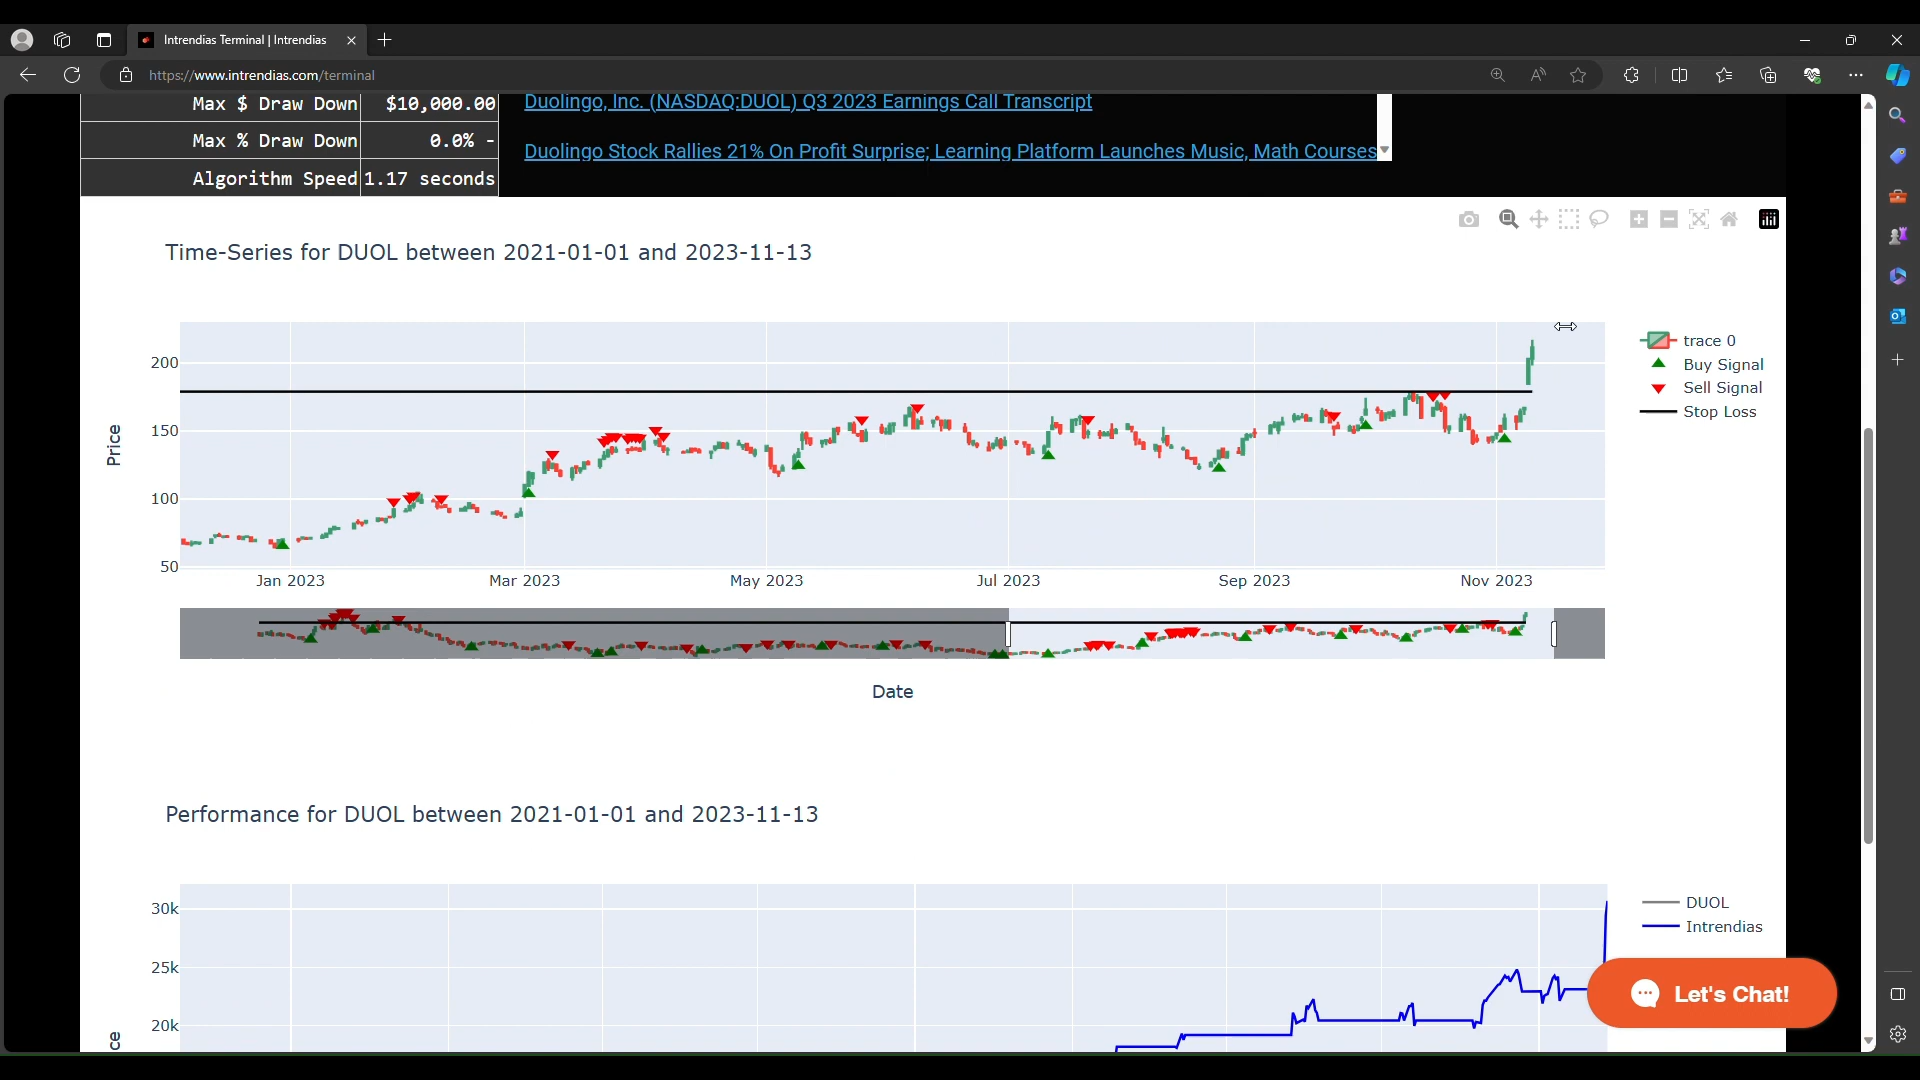 Intrendias Terminal | Intrendias
https://www.intrendias.com/terminal
Max $ Draw Down $10,000.00
Max % Draw Down 0.0% -
Algorithm Speed 1.17 seconds
Duolingo, Inc. (NASDAQ:DUOL) Q3 2023 Earnings Call Transcript
Duolingo Stock Rallies 21% On Profit Surprise; Learning Platform Launches Music, Math Courses
Time-Series for DUOL between 2021-01-01 and 2023-11-13
200
150
100
50
Price
Jan 2023 Mar 2023 May 2023 Jul 2023 Sep 2023 Nov 2023
Date
trace 0
Buy Signal
Sell Signal
Stop Loss
Performance for DUOL between 2021-01-01 and 2023-11-13
30k
25k
20k
ce
DUOL
Intrendias
Let's Chat!